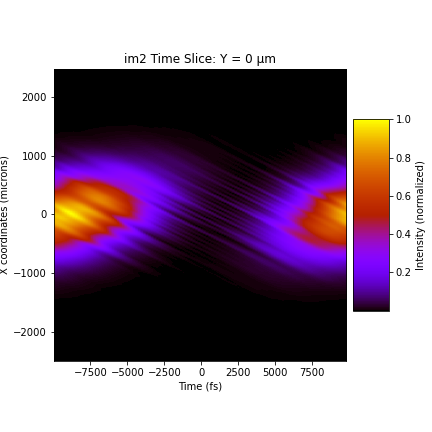 im2 Time Slice: Y = 0 μm
2000
1000
0
−1000
−2000
X coordinates (microns)
−7500 −5000 −2500 0 2500 5000 7500
Time (fs)
1.0
0.8
0.6
0.4
0.2
Intensity (normalized)